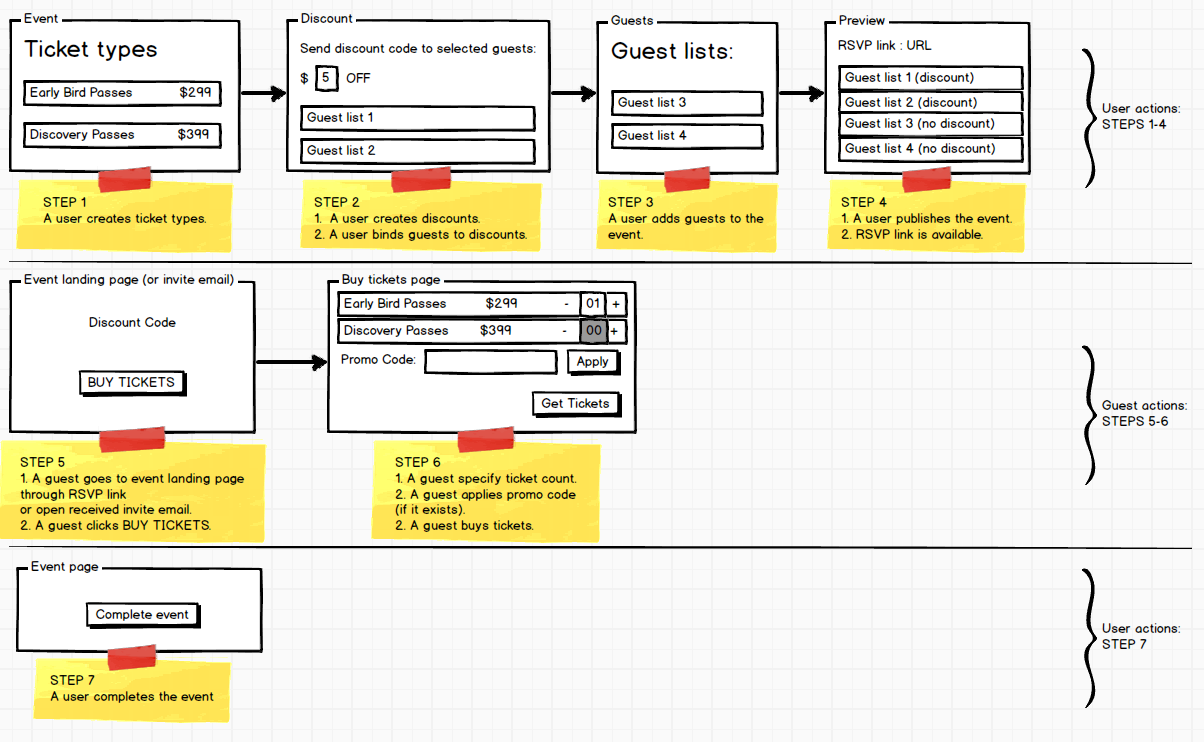 Event
Ticket types
Early Bird Passes $299
Discovery Passes $399
Discount
Send discount code to selected guests:
$ 5 OFF
Guest list 1
Guest list 2
Guests
Guest lists:
Guest list 3
Guest list 4
Preview
RSVP link : URL
Guest list 1 (discount)
Guest list 2 (discount)
Guest list 3 (no discount)
Guest list 4 (no discount)
User actions:
STEPS 1-4
STEP 1
A user creates ticket types.
STEP 2
1. A user creates discounts.
2. A user binds guests to discounts.
STEP 3
A user adds guests to the
event.
STEP 4
1. A user publishes the event.
2. RSVP link is available.
Event landing page (or invite email)
Discount Code
BUY TICKETS
Buy tickets page
Early Bird Passes $299 - 01 +
Discovery Passes $399 - 00 +
Promo Code: Apply
Get Tickets
Guest actions:
STEPS 5-6
STEP 5
1. A guest goes to event landing page
through RSVP link
or open received invite email.
2. A guest clicks BUY TICKETS.
STEP 6
1. A guest specify ticket count.
2. A guest applies promo code
(if it exists).
2. A guest buys tickets.
Event page
Complete event
User actions:
STEP 7
STEP 7
A user completes the event